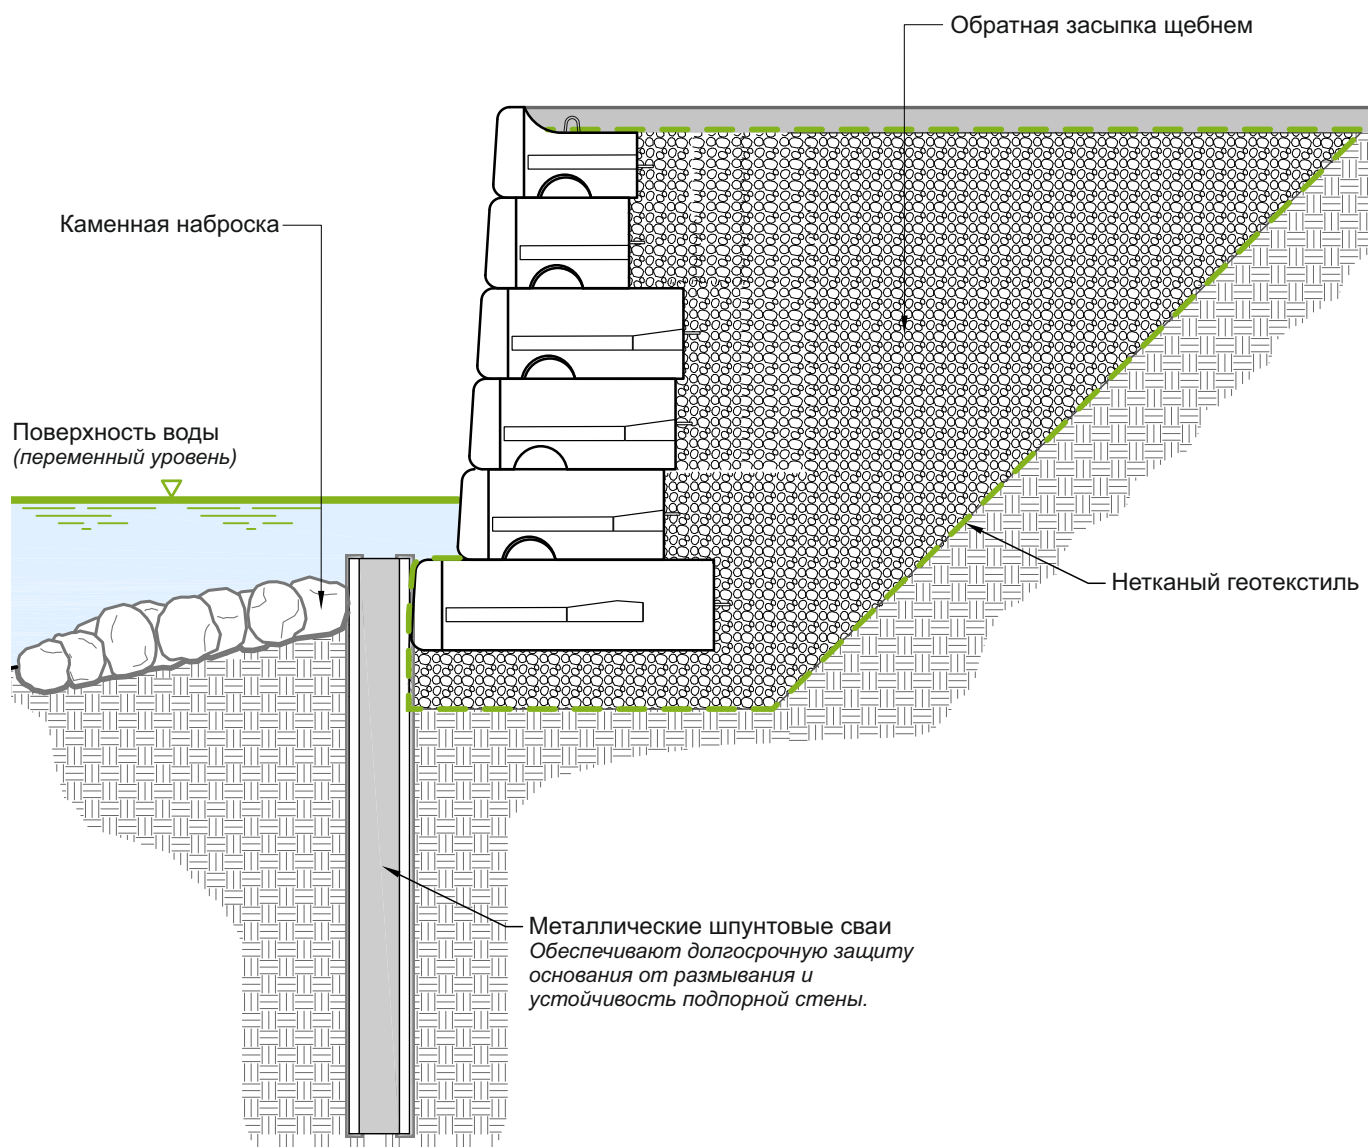 Обратная засыпка щебнем
Каменная наброска
Поверхность воды
(переменный уровень)
Нетканый геотекстиль
Металлические шпунтовые сваи
Обеспечивают долгосрочную защиту
основания от размывания и
устойчивость подпорной стены.